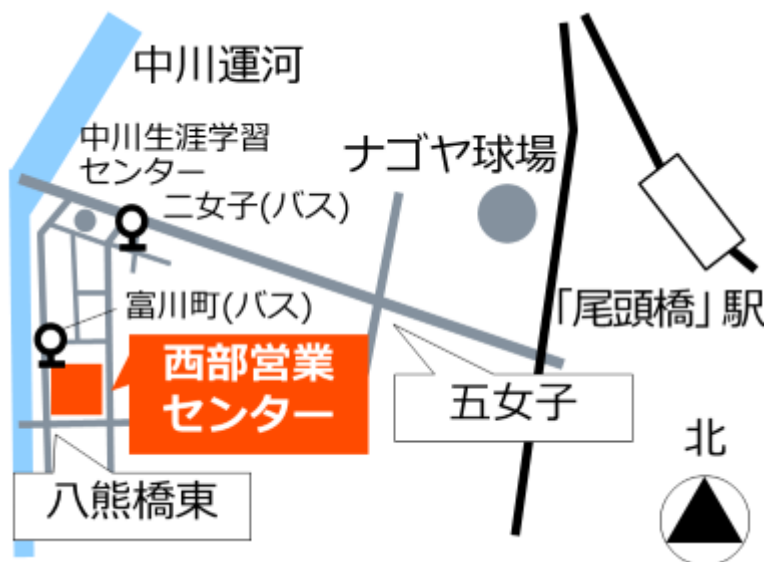 中川運河
中川生涯学習
センター
ナゴヤ球場
二女子(バス)
富川町(バス)
「尾頭橋」駅
西部営業
センター
五女子
北
八熊橋東